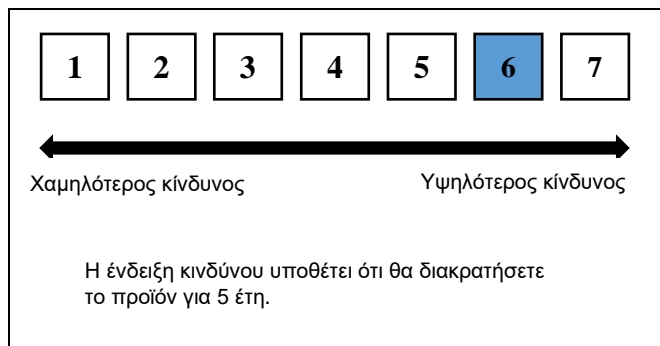 1 2 3 4 5 6 7
Χαμηλότερος κίνδυνος Υψηλότερος κίνδυνος
Η ένδειξη κινδύνου υποθέτει ότι θα διακρατήσετε
το προϊόν για 5 έτη.